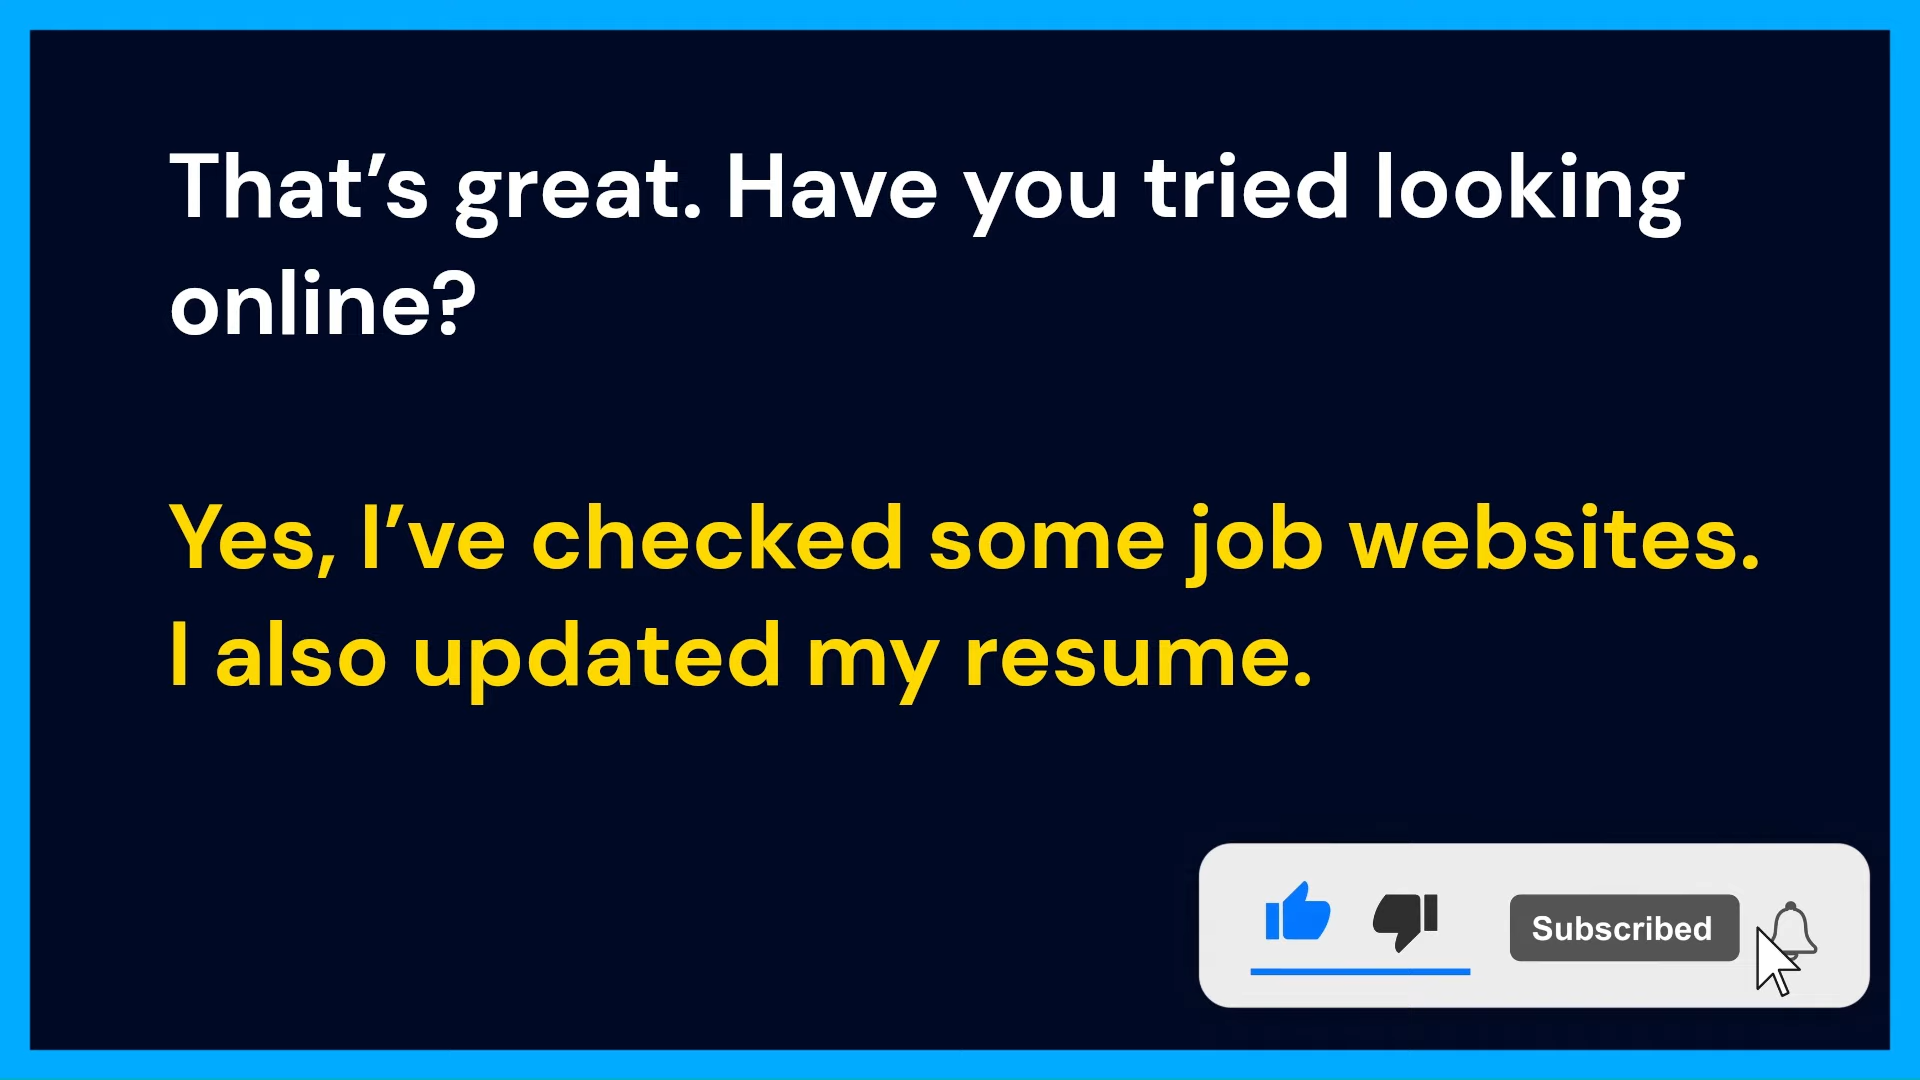 That’s great. Have you tried looking
online?
Yes, I’ve checked some job websites.
I also updated my resume.
Subscribed